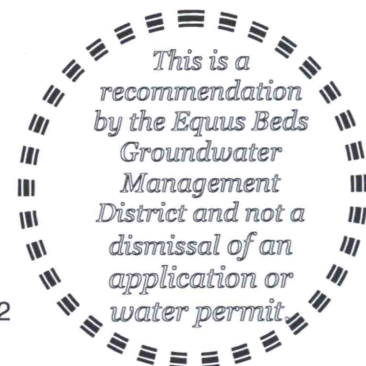 This is a
recommendation
by the Equus Beds
Groundwater
Management
District and not a
dismissal of an
application or
water permit.
2